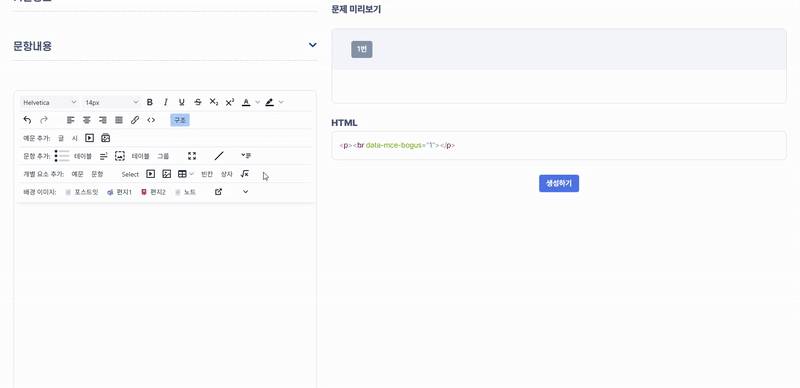 문제 미리보기
문항내용
1번
Helvetica 14px B I U S X₂ X² A
구조
HTML
예문 추가: 글 시
<p><br data-mce-bogus="1"></p>
문항 추가: 테이블 테이블 그룹
개별 요소 추가: 예문 문항 Select 빈칸 상자
생성하기
배경 이미지: 포스트잇 편지1 편지2 노트